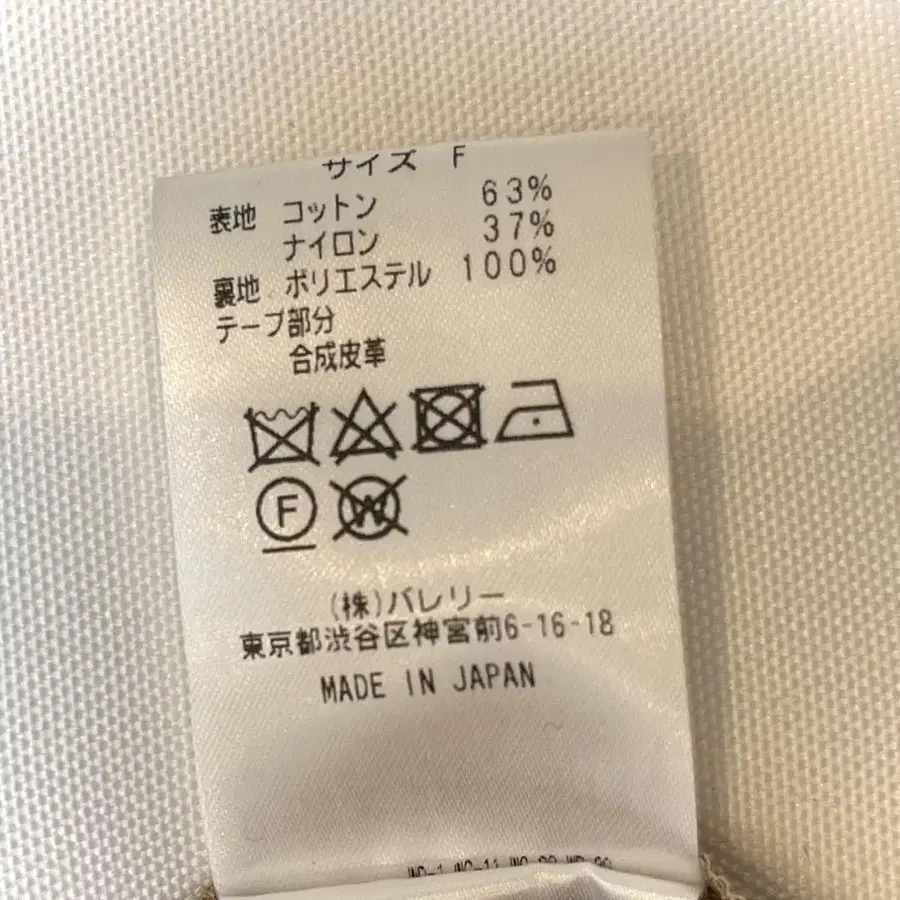 サイズ F
表地 コットン 63%
ナイロン 37%
裏地 ポリエステル 100%
テープ部分
合成皮革
F
W
(株)バレリー
東京都渋谷区神宮前6-16-18
MADE IN JAPAN